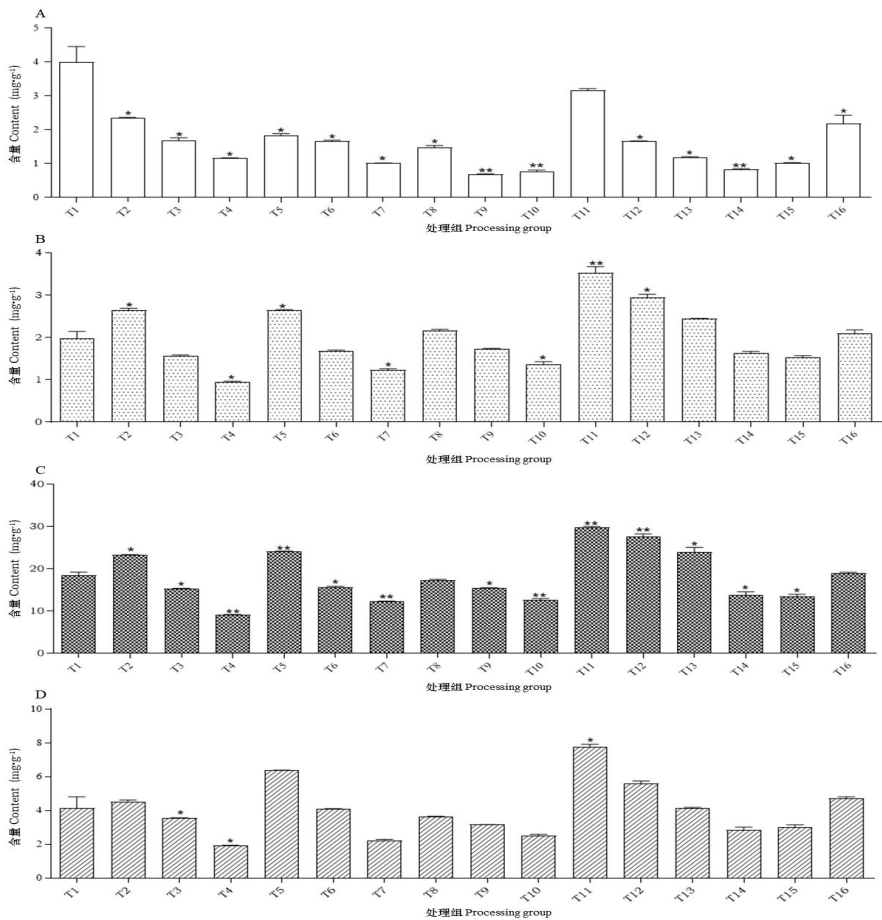 A
含量 Content (mg•g⁻¹)
5
4
3
2
1
0
* * * * * * * ** ** * * ** * *
T1 T2 T3 T4 T5 T6 T7 T8 T9 T10 T11 T12 T13 T14 T15 T16
处理组 Processing group
B
含量 Content (mg•g⁻¹)
4
3
2
1
0
* * * * * ** *
T1 T2 T3 T4 T5 T6 T7 T8 T9 T10 T11 T12 T13 T14 T15 T16
处理组 Processing group
C
含量 Content (mg•g⁻¹)
40
30
20
10
0
* * ** ** * ** * ** ** ** * * *
T1 T2 T3 T4 T5 T6 T7 T8 T9 T10 T11 T12 T13 T14 T15 T16
处理组 Processing group
D
含量 Content (mg•g⁻¹)
10
8
6
4
2
0
* * *
T1 T2 T3 T4 T5 T6 T7 T8 T9 T10 T11 T12 T13 T14 T15 T16
处理组 Processing group